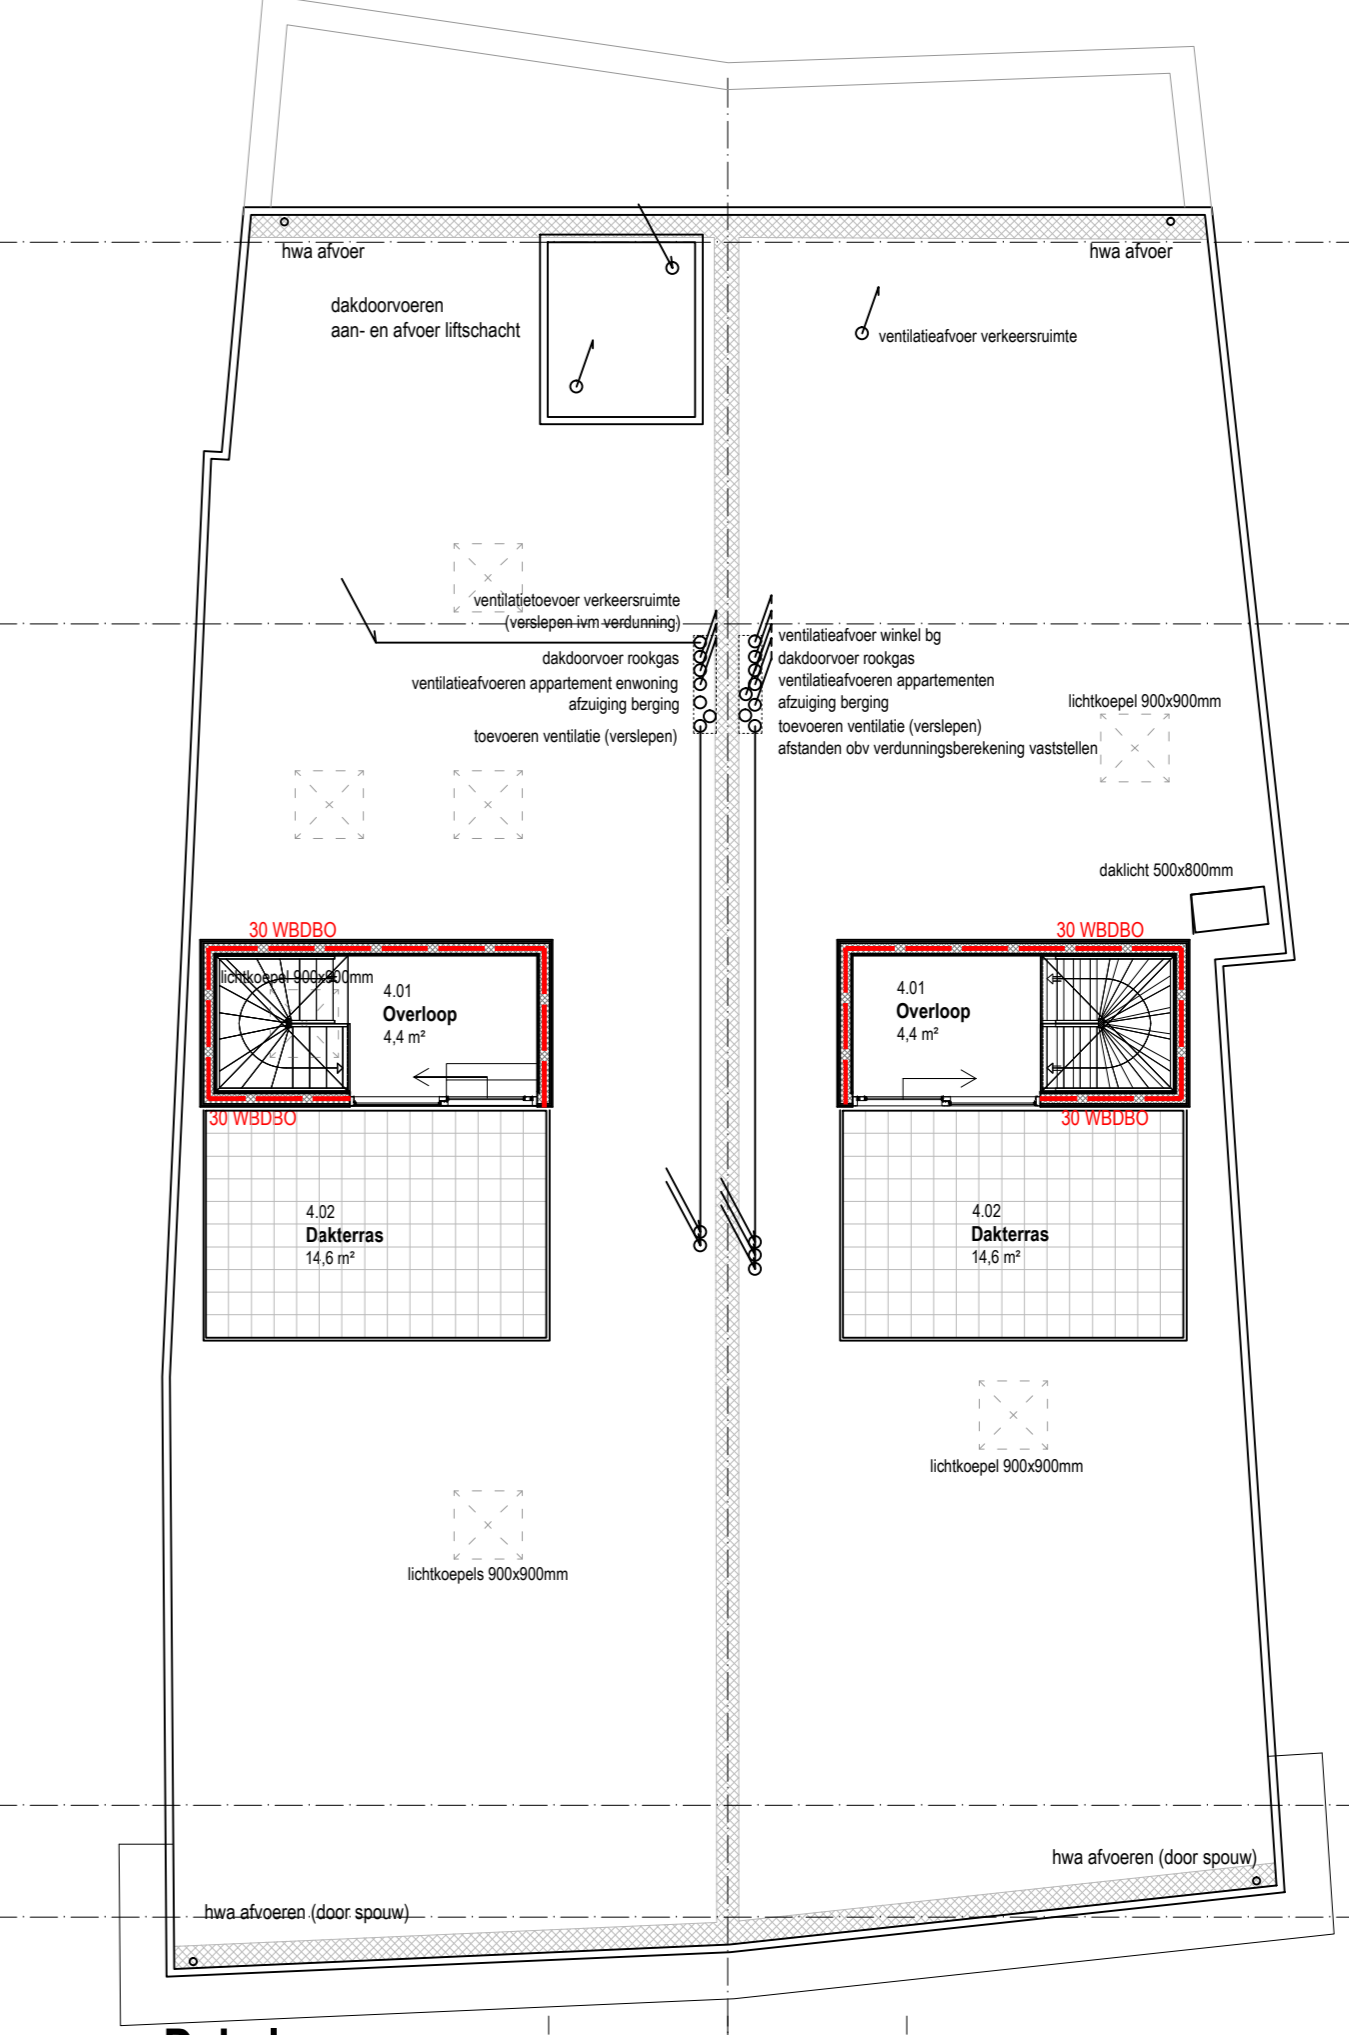 hwa afvoer
hwa afvoer
dakdoorvoeren
aan- en afvoer liftschacht
ventilatieafvoer verkeersruimte
ventilatietoevoer verkeersruimte
(verslepen ivm verdunning)
dakdoorvoer rookgas
ventilatieafvoeren appartement enwoning
afzuiging berging
toevoeren ventilatie (verslepen)
ventilatieafvoer winkel bg
dakdoorvoer rookgas
ventilatieafvoeren appartementen
afzuiging berging
toevoeren ventilatie (verslepen)
afstanden obv verdunningsberekening vaststellen
lichtkoepel 900x900mm
daklicht 500x800mm
30 WBDBO
30 WBDBO
lichtkoepel 900x900mm
4.01
Overloop
4,4 m²
4.01
Overloop
4,4 m²
30 WBDBO
30 WBDBO
4.02
Dakterras
14,6 m²
4.02
Dakterras
14,6 m²
lichtkoepel 900x900mm
lichtkoepels 900x900mm
hwa afvoeren (door spouw)
hwa afvoeren (door spouw)